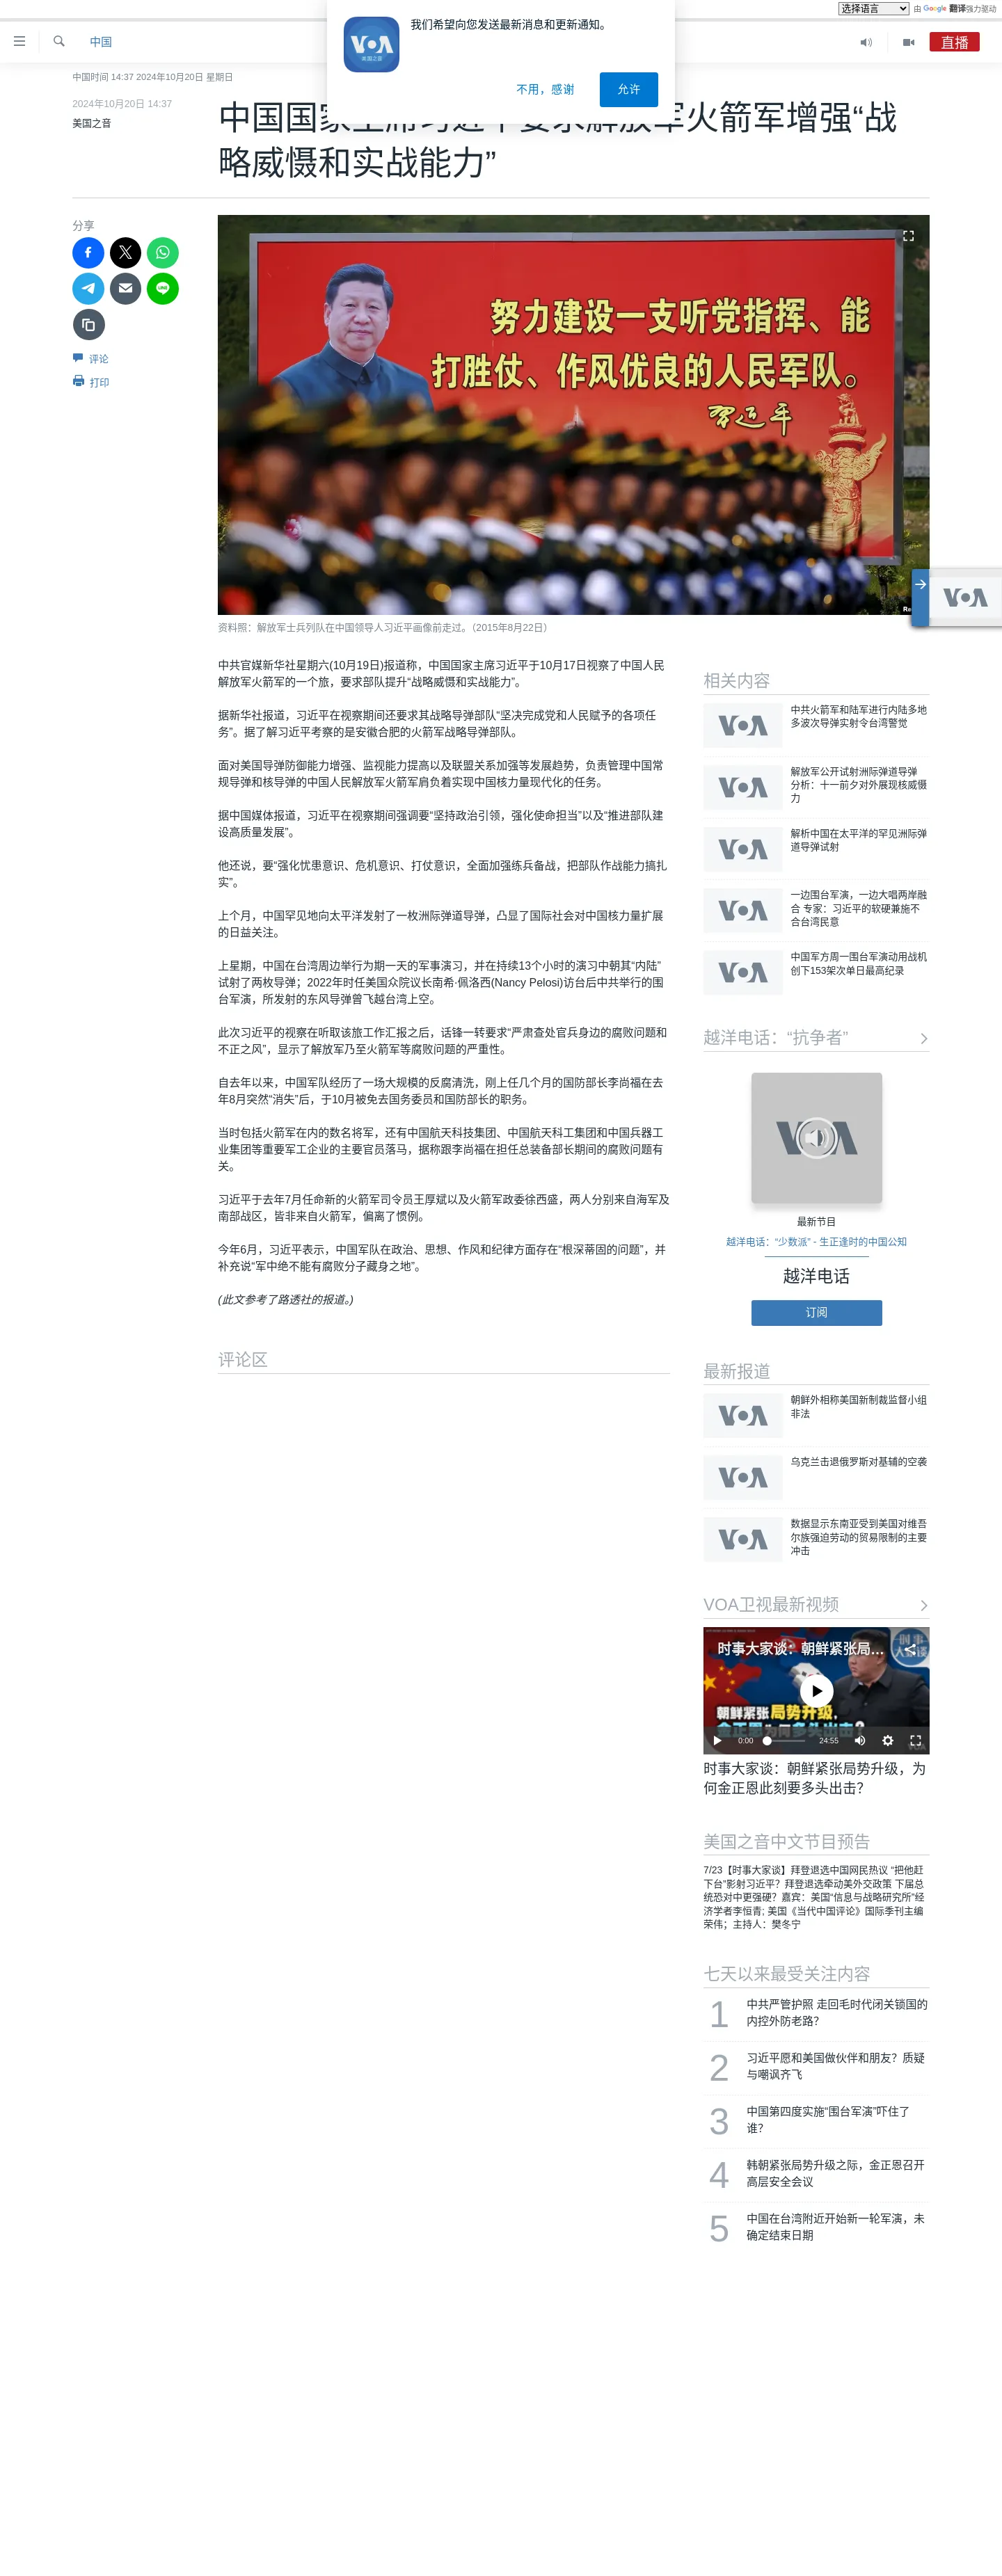 选择语言
由 Google 翻译强力驱动
我们希望向您发送最新消息和更新通知。
VOA
美国之音
不用，感谢
允许
中国
直播
中国时间 14:37 2024年10月20日 星期日
2024年10月20日 14:37
美国之音
中国国家主席习近平要求解放军火箭军增强“战
略威慑和实战能力”
分享
评论
打印
努力建设一支听党指挥、能
打胜仗、作风优良的人民军队。
习近平
资料照：解放军士兵列队在中国领导人习近平画像前走过。（2015年8月22日）
VOA
中共官媒新华社星期六(10月19日)报道称，中国国家主席习近平于10月17日视察了中国人民
解放军火箭军的一个旅，要求部队提升“战略威慑和实战能力”。
据新华社报道，习近平在视察期间还要求其战略导弹部队“坚决完成党和人民赋予的各项任
务”。据了解习近平考察的是安徽合肥的火箭军战略导弹部队。
面对美国导弹防御能力增强、监视能力提高以及联盟关系加强等发展趋势，负责管理中国常
规导弹和核导弹的中国人民解放军火箭军肩负着实现中国核力量现代化的任务。
据中国媒体报道，习近平在视察期间强调要“坚持政治引领，强化使命担当”以及“推进部队建
设高质量发展”。
他还说，要“强化忧患意识、危机意识、打仗意识，全面加强练兵备战，把部队作战能力搞扎
实”。
上个月，中国罕见地向太平洋发射了一枚洲际弹道导弹，凸显了国际社会对中国核力量扩展
的日益关注。
上星期，中国在台湾周边举行为期一天的军事演习，并在持续13个小时的演习中朝其“内陆”
试射了两枚导弹；2022年时任美国众院议长南希·佩洛西(Nancy Pelosi)访台后中共举行的围
台军演，所发射的东风导弹曾飞越台湾上空。
此次习近平的视察在听取该旅工作汇报之后，话锋一转要求“严肃查处官兵身边的腐败问题和
不正之风”，显示了解放军乃至火箭军等腐败问题的严重性。
自去年以来，中国军队经历了一场大规模的反腐清洗，刚上任几个月的国防部长李尚福在去
年8月突然“消失”后，于10月被免去国务委员和国防部长的职务。
当时包括火箭军在内的数名将军，还有中国航天科技集团、中国航天科工集团和中国兵器工
业集团等重要军工企业的主要官员落马，据称跟李尚福在担任总装备部长期间的腐败问题有
关。
习近平于去年7月任命新的火箭军司令员王厚斌以及火箭军政委徐西盛，两人分别来自海军及
南部战区，皆非来自火箭军，偏离了惯例。
今年6月，习近平表示，中国军队在政治、思想、作风和纪律方面存在“根深蒂固的问题”，并
补充说“军中绝不能有腐败分子藏身之地”。
(此文参考了路透社的报道。)
评论区
相关内容
VOA
中共火箭军和陆军进行内陆多地
多波次导弹实射令台湾警觉
VOA
解放军公开试射洲际弹道导弹
分析：十一前夕对外展现核威慑
力
VOA
解析中国在太平洋的罕见洲际弹
道导弹试射
VOA
一边围台军演，一边大唱两岸融
合 专家：习近平的软硬兼施不
合台湾民意
VOA
中国军方周一围台军演动用战机
创下153架次单日最高纪录
越洋电话：“抗争者”
VOA
最新节目
越洋电话：“少数派” - 生正逢时的中国公知
越洋电话
订阅
最新报道
VOA
朝鲜外相称美国新制裁监督小组
非法
VOA
乌克兰击退俄罗斯对基辅的空袭
VOA
数据显示东南亚受到美国对维吾
尔族强迫劳动的贸易限制的主要
冲击
VOA卫视最新视频
时事大家谈：朝鲜紧张局…
朝鲜紧张局势升级，
金正恩为何多头出击？
0:00
24:55
时事大家谈：朝鲜紧张局势升级，为
何金正恩此刻要多头出击？
美国之音中文节目预告
7/23【时事大家谈】拜登退选中国网民热议 “把他赶
下台”影射习近平？拜登退选牵动美外交政策 下届总
统恐对中更强硬？嘉宾：美国“信息与战略研究所”经
济学者李恒青; 美国《当代中国评论》国际季刊主编
荣伟；主持人：樊冬宁
七天以来最受关注内容
1
中共严管护照 走回毛时代闭关锁国的
内控外防老路？
2
习近平愿和美国做伙伴和朋友？质疑
与嘲讽齐飞
3
中国第四度实施“围台军演”吓住了
谁？
4
韩朝紧张局势升级之际，金正恩召开
高层安全会议
5
中国在台湾附近开始新一轮军演，未
确定结束日期